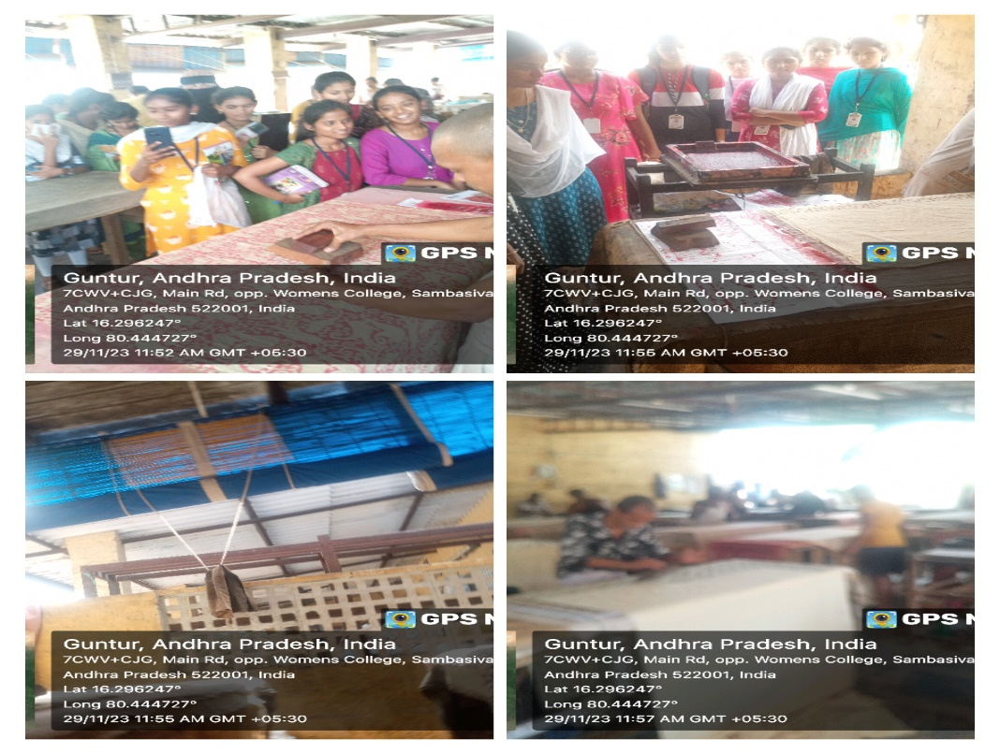 GPS
Guntur, Andhra Pradesh, India
7CWV+CJG, Main Rd, opp. Womens College, Sambasiva
Andhra Pradesh 522001, India
Lat 16.296247°
Long 80.444727°
29/11/23 11:52 AM GMT +05:30
GPS
Guntur, Andhra Pradesh, India
7CWV+CJG, Main Rd, opp. Womens College, Sambasiva
Andhra Pradesh 522001, India
Lat 16.296247°
Long 80.444727°
29/11/23 11:55 AM GMT +05:30
GPS
Guntur, Andhra Pradesh, India
7CWV+CJG, Main Rd, opp. Womens College, Sambasiva
Andhra Pradesh 522001, India
Lat 16.296247°
Long 80.444727°
29/11/23 11:55 AM GMT +05:30
GPS
Guntur, Andhra Pradesh, India
7CWV+CJG, Main Rd, opp. Womens College, Sambasiva
Andhra Pradesh 522001, India
Lat 16.296247°
Long 80.444727°
29/11/23 11:57 AM GMT +05:30